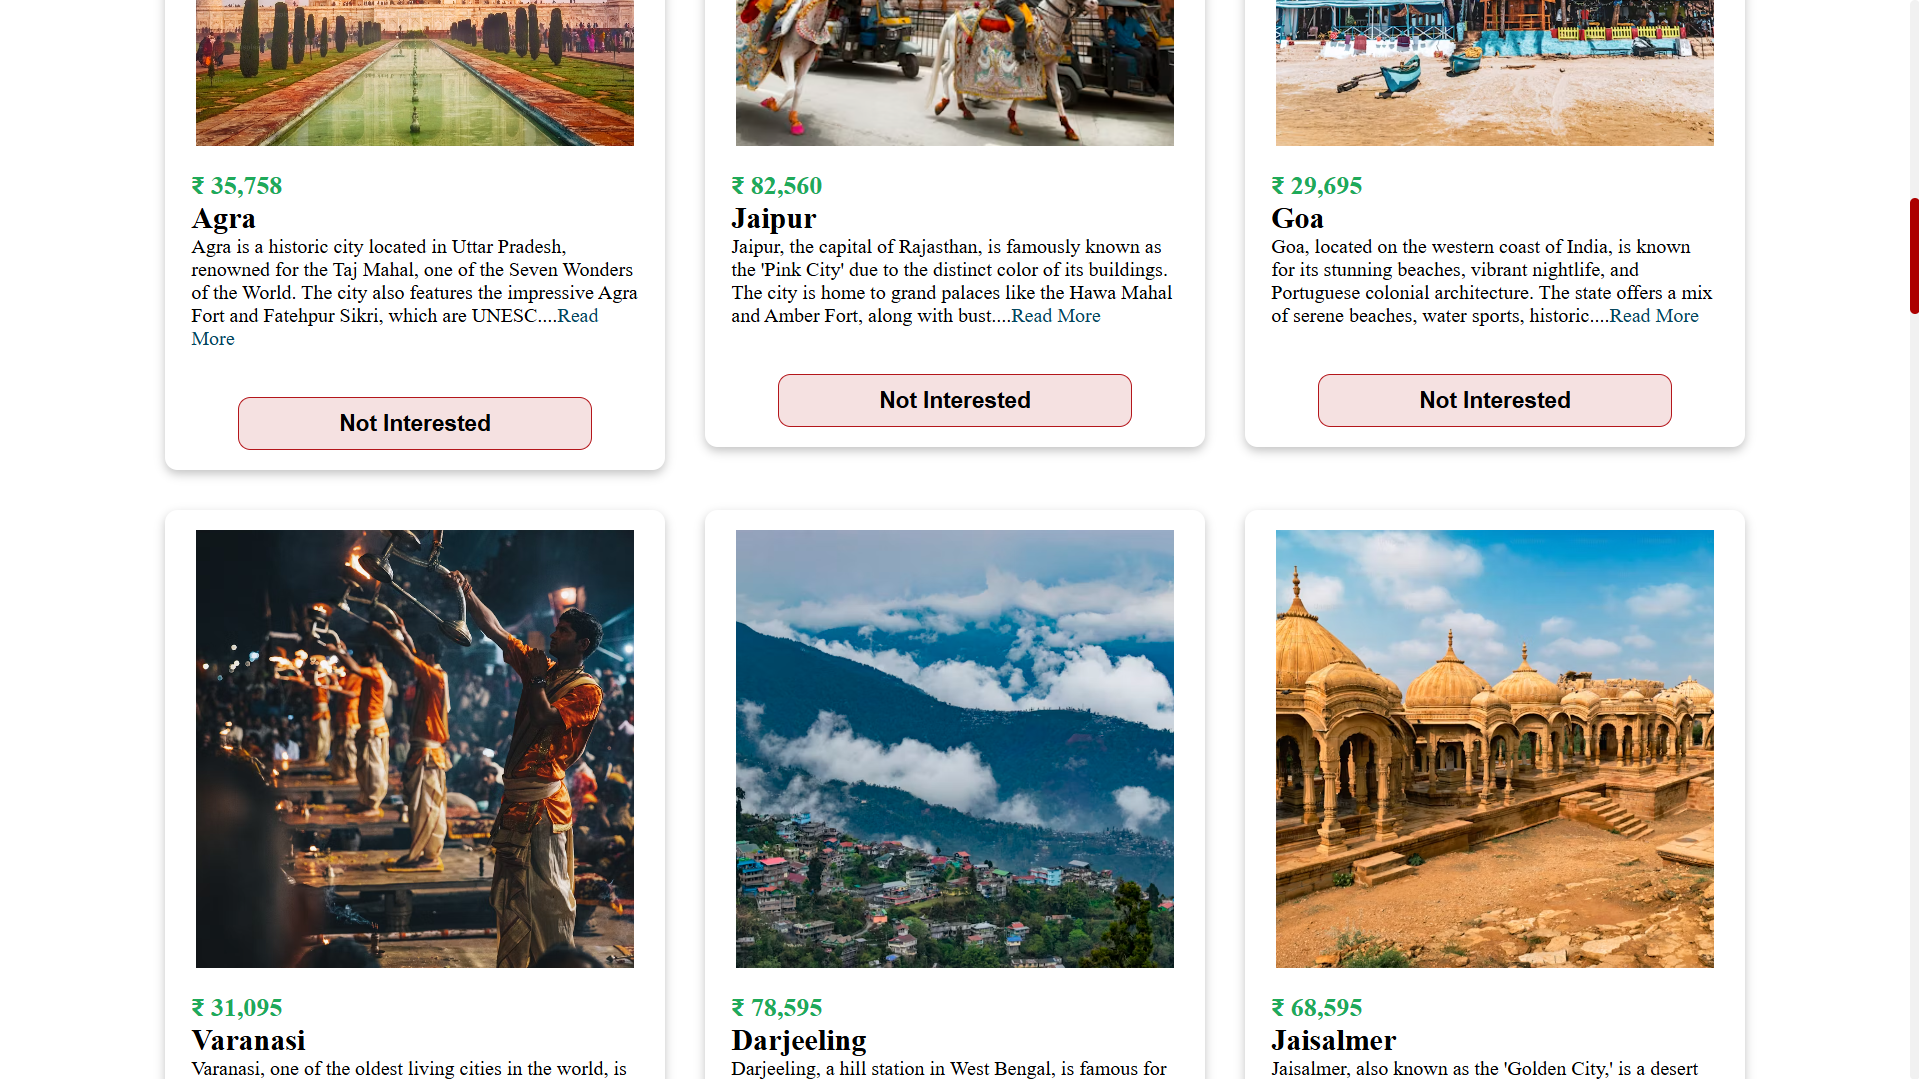 ₹ 35,758
Agra
Agra is a historic city located in Uttar Pradesh,
renowned for the Taj Mahal, one of the Seven Wonders
of the World. The city also features the impressive Agra
Fort and Fatehpur Sikri, which are UNESC....Read
More
Not Interested
₹ 82,560
Jaipur
Jaipur, the capital of Rajasthan, is famously known as
the 'Pink City' due to the distinct color of its buildings.
The city is home to grand palaces like the Hawa Mahal
and Amber Fort, along with bust....Read More
Not Interested
₹ 29,695
Goa
Goa, located on the western coast of India, is known
for its stunning beaches, vibrant nightlife, and
Portuguese colonial architecture. The state offers a mix
of serene beaches, water sports, historic....Read More
Not Interested
₹ 31,095
Varanasi
Varanasi, one of the oldest living cities in the world, is
₹ 78,595
Darjeeling
Darjeeling, a hill station in West Bengal, is famous for
₹ 68,595
Jaisalmer
Jaisalmer, also known as the 'Golden City,' is a desert